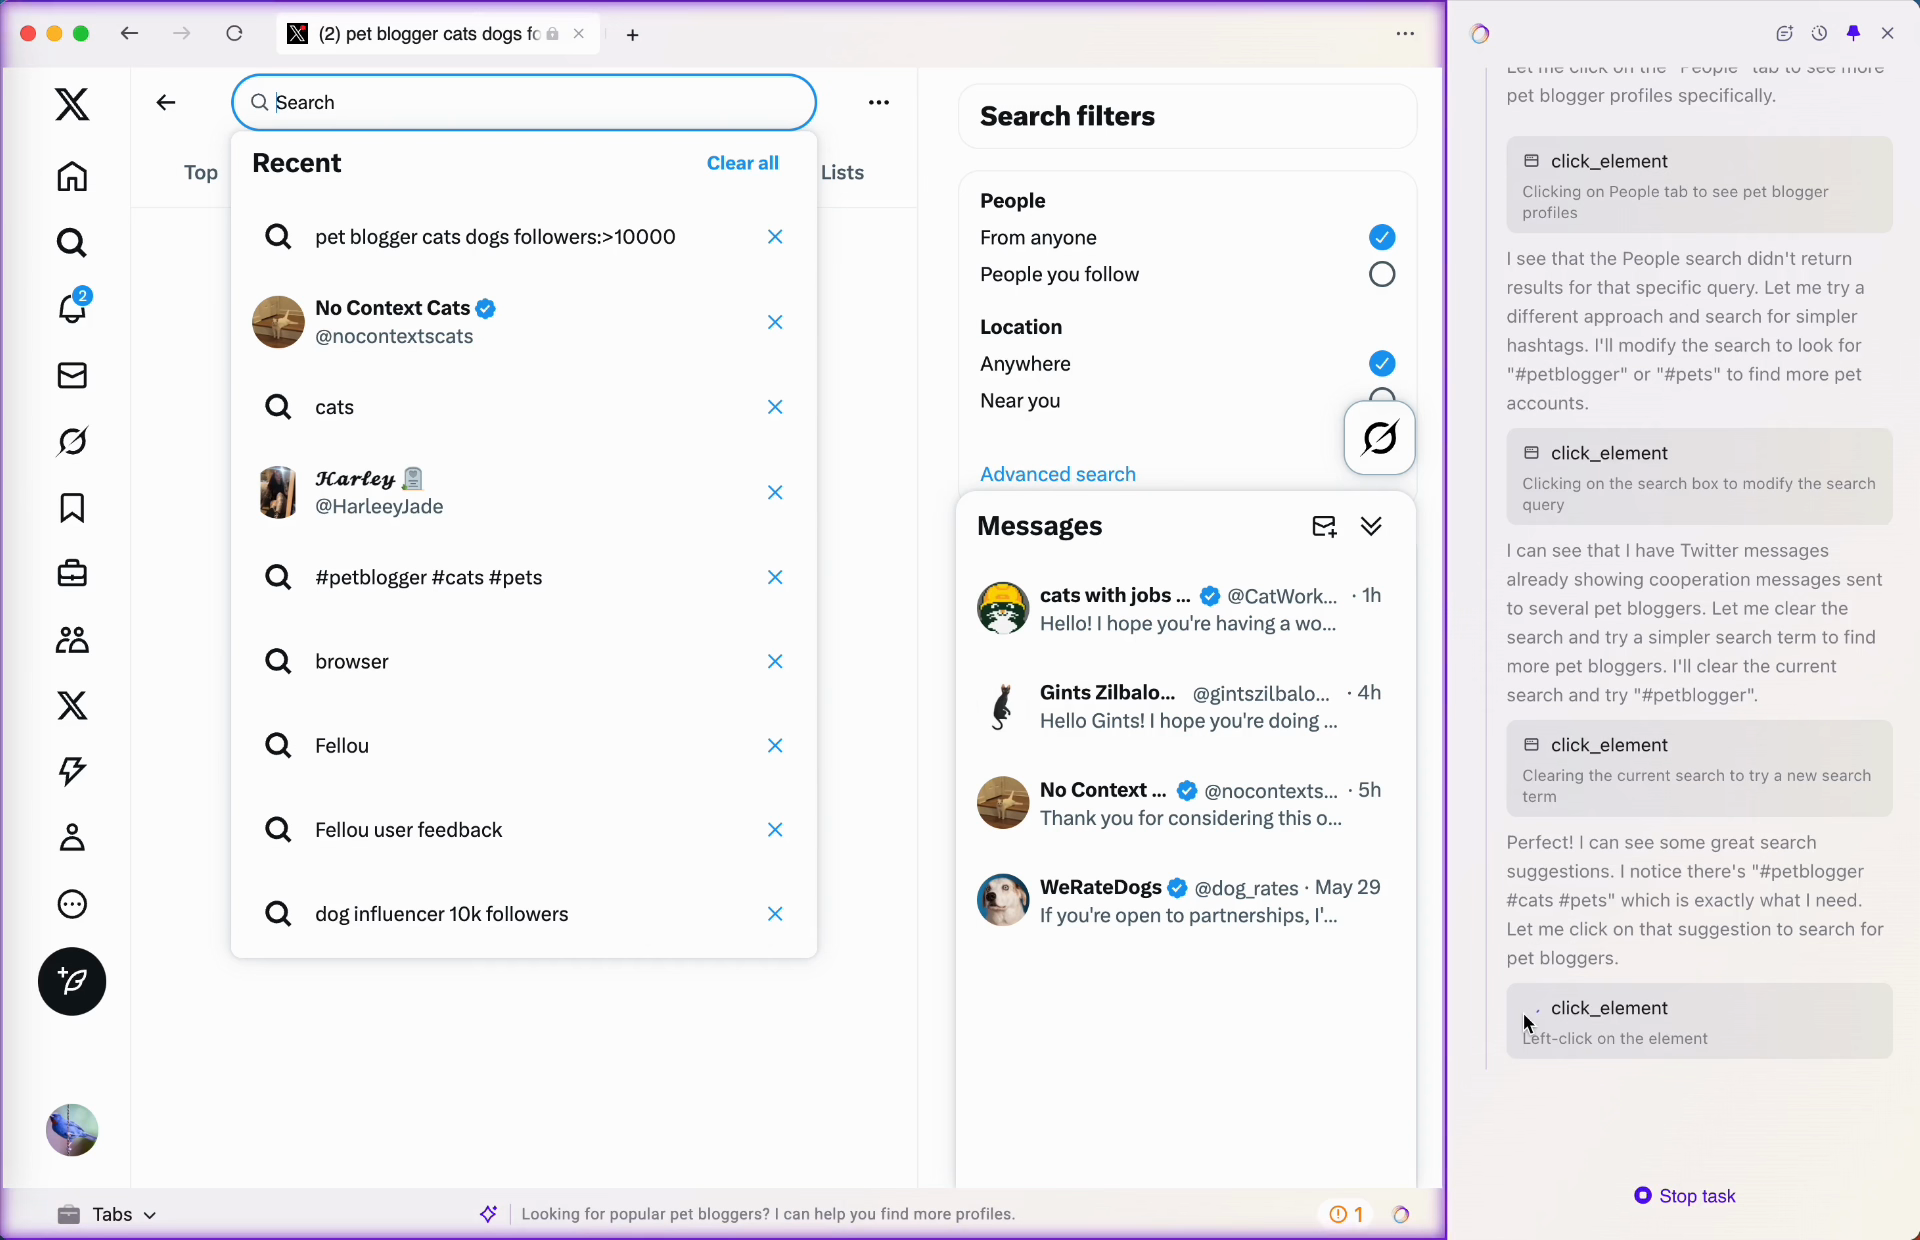 (2) pet blogger cats dogs fo
Search
Recent
Clear all
Top
Lists
pet blogger cats dogs followers:>10000
No Context Cats
@nocontextscats
cats
𝓗𝓪𝓻𝓵𝓮𝔂
@HarleeyJade
#petblogger #cats #pets
browser
Fellou
Fellou user feedback
dog influencer 10k followers
2
Search filters
People
From anyone
People you follow
Location
Anywhere
Near you
Advanced search
Messages
cats with jobs ... @CatWork... · 1h
Hello! I hope you're having a wo...
Gints Zilbalo... @gintszilbalo... · 4h
Hello Gints! I hope you're doing ...
No Context ... @nocontexts... · 5h
Thank you for considering this o...
WeRateDogs @dog_rates · May 29
If you're open to partnerships, I'...
Tabs
Looking for popular pet bloggers? I can help you find more profiles.
1
Let me click on the "People" tab to see more
pet blogger profiles specifically.
click_element
Clicking on People tab to see pet blogger
profiles
I see that the People search didn't return
results for that specific query. Let me try a
different approach and search for simpler
hashtags. I'll modify the search to look for
"#petblogger" or "#pets" to find more pet
accounts.
click_element
Clicking on the search box to modify the search
query
I can see that I have Twitter messages
already showing cooperation messages sent
to several pet bloggers. Let me clear the
search and try a simpler search term to find
more pet bloggers. I'll clear the current
search and try "#petblogger".
click_element
Clearing the current search to try a new search
term
Perfect! I can see some great search
suggestions. I notice there's "#petblogger
#cats #pets" which is exactly what I need.
Let me click on that suggestion to search for
pet bloggers.
click_element
Left-click on the element
Stop task